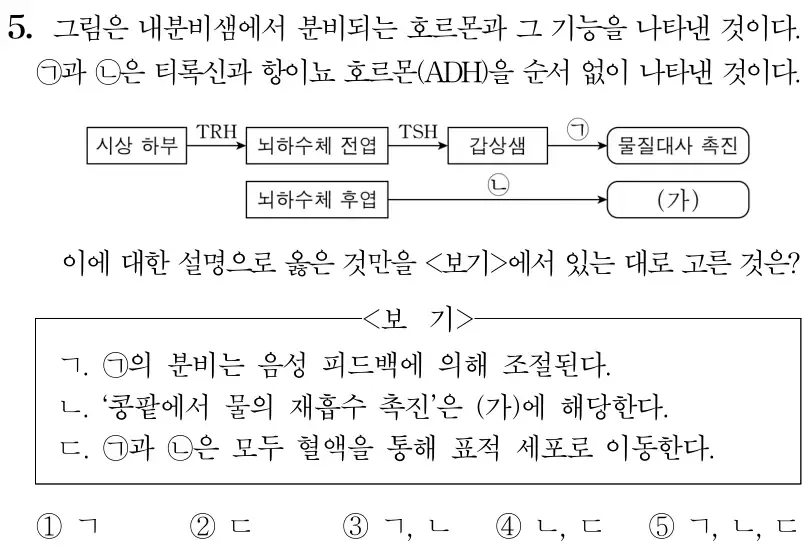 5. 그림은 내분비샘에서 분비되는 호르몬과 그 기능을 나타낸 것이다.
㉠과 ㉡은 티록신과 항이뇨 호르몬(ADH)을 순서 없이 나타낸 것이다.
시상 하부 TRH 뇌하수체 전엽 TSH 갑상샘 ㉠ 물질대사 촉진
뇌하수체 후엽 ㉡ (가)
이에 대한 설명으로 옳은 것만을 <보기>에서 있는 대로 고른 것은?
<보 기>
ㄱ. ㉠의 분비는 음성 피드백에 의해 조절된다.
ㄴ. ‘콩팥에서 물의 재흡수 촉진’은 (가)에 해당한다.
ㄷ. ㉠과 ㉡은 모두 혈액을 통해 표적 세포로 이동한다.
① ㄱ ② ㄷ ③ ㄱ, ㄴ ④ ㄴ, ㄷ ⑤ ㄱ, ㄴ, ㄷ